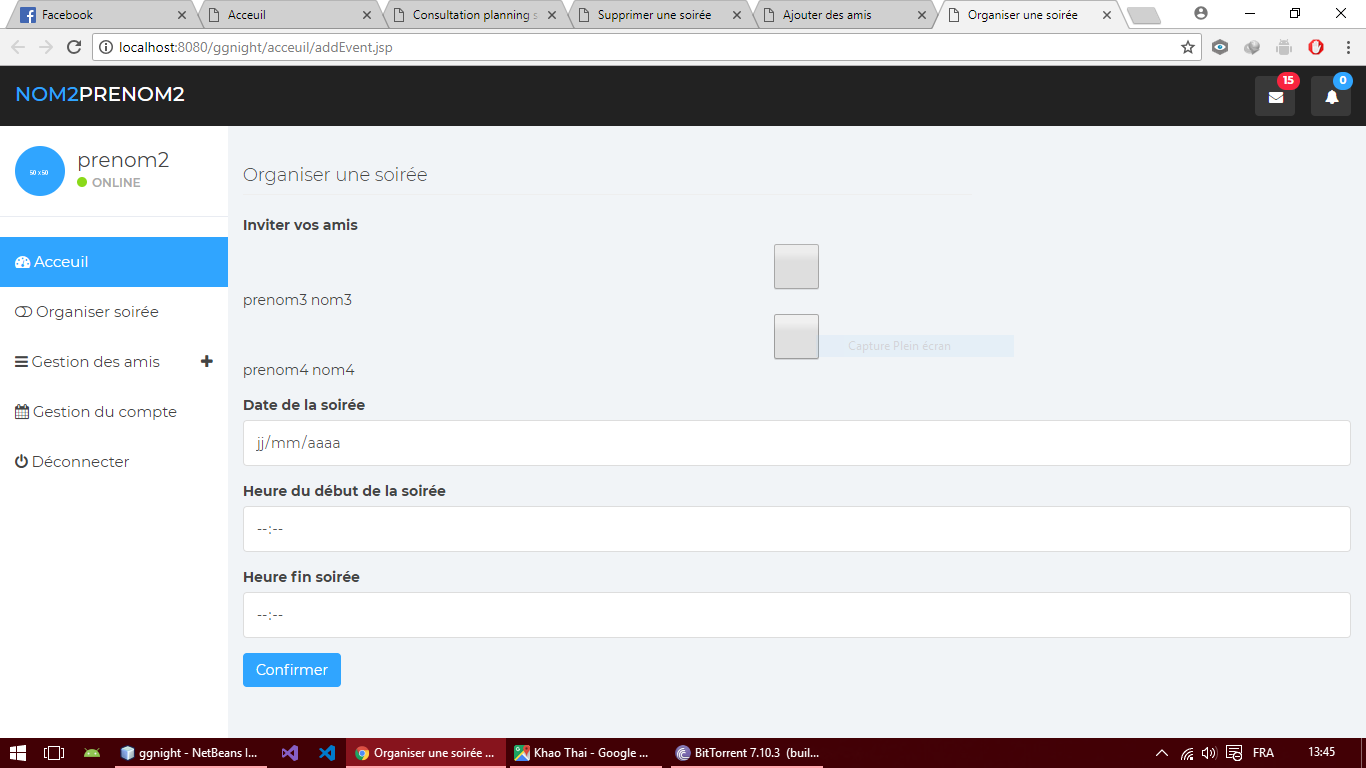 Facebook
Acceuil
Consultation planning s
Supprimer une soirée
Ajouter des amis
Organiser une soirée
localhost:8080/ggnight/acceuil/addEvent.jsp
NOM2PRENOM2
15
0
50 x 50
prenom2
ONLINE
Acceuil
Organiser soirée
Gestion des amis
Gestion du compte
Déconnecter
Organiser une soirée
Inviter vos amis
prenom3 nom3
Capture Plein écran
prenom4 nom4
Date de la soirée
jj/mm/aaaa
Heure du début de la soirée
--:--
Heure fin soirée
--:--
Confirmer
ggnight - NetBeans I...
Organiser une soirée ...
Khao Thai - Google ...
BitTorrent 7.10.3 (buil...
FRA
13:45